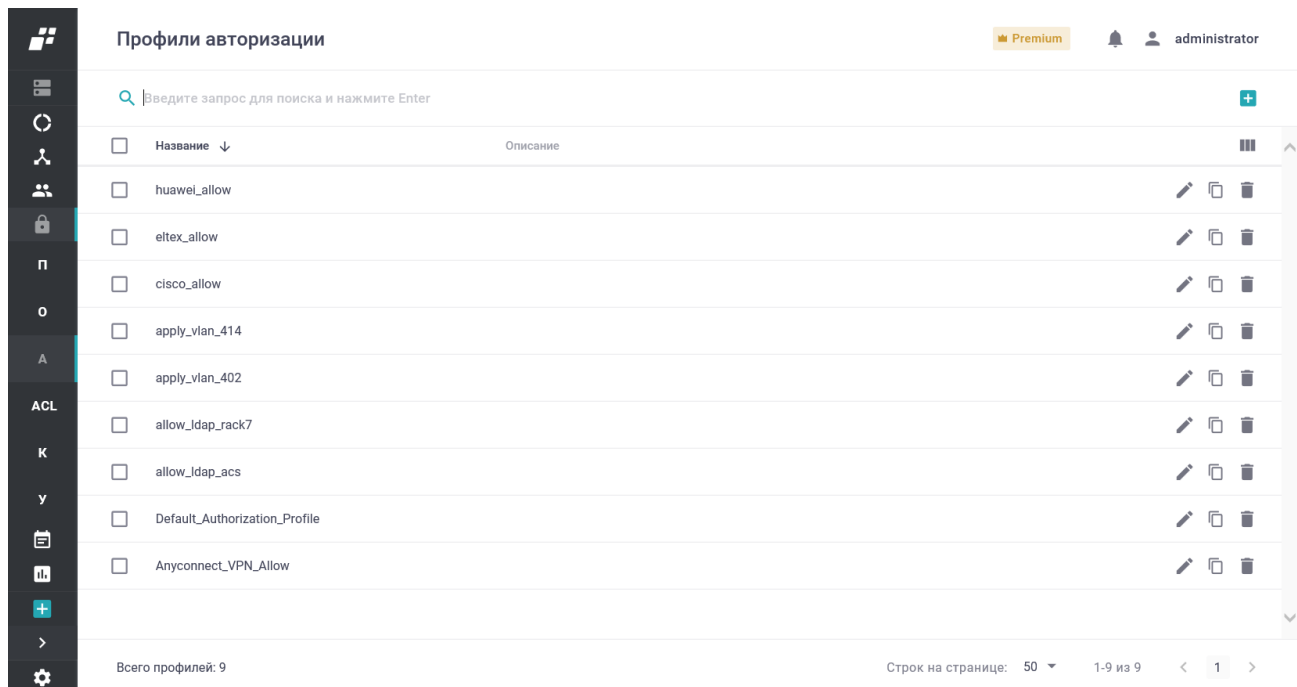 Профили авторизации
Premium
administrator
Введите запрос для поиска и нажмите Enter
Название Описание
huawei_allow
eltex_allow
cisco_allow
apply_vlan_414
apply_vlan_402
allow_ldap_rack7
allow_ldap_acs
Default_Authorization_Profile
Anyconnect_VPN_Allow
П
О
А
ACL
К
У
Всего профилей: 9
Строк на странице: 50 1-9 из 9 1